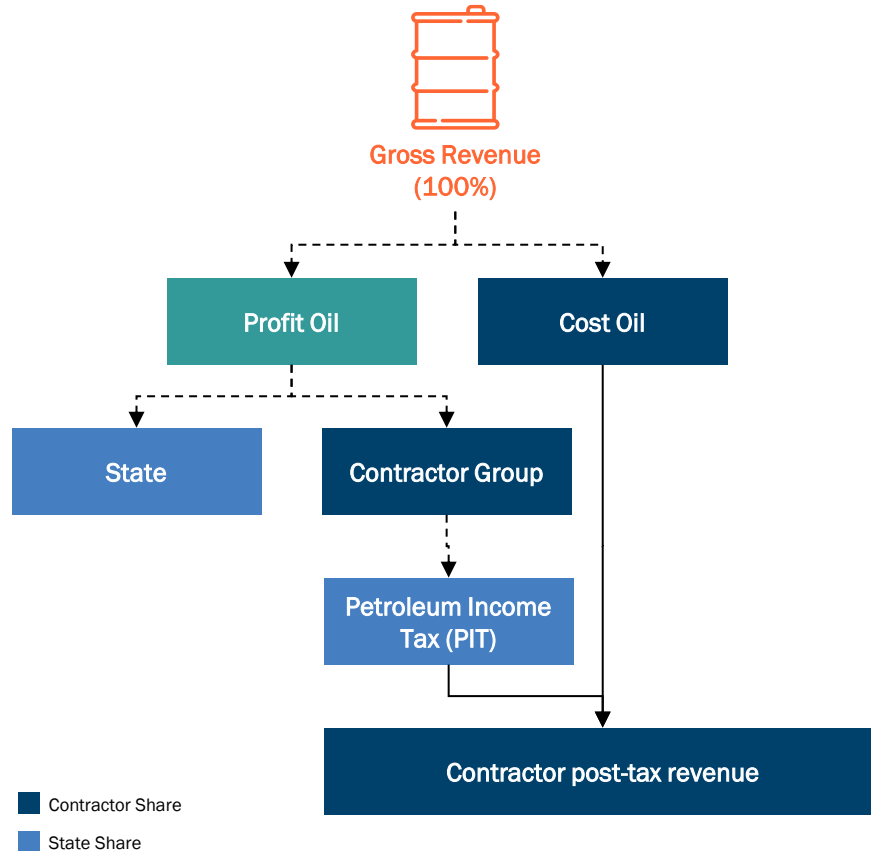 Gross Revenue
(100%)
Profit Oil
Cost Oil
State
Contractor Group
Petroleum Income
Tax (PIT)
Contractor post-tax revenue
Contractor Share
State Share